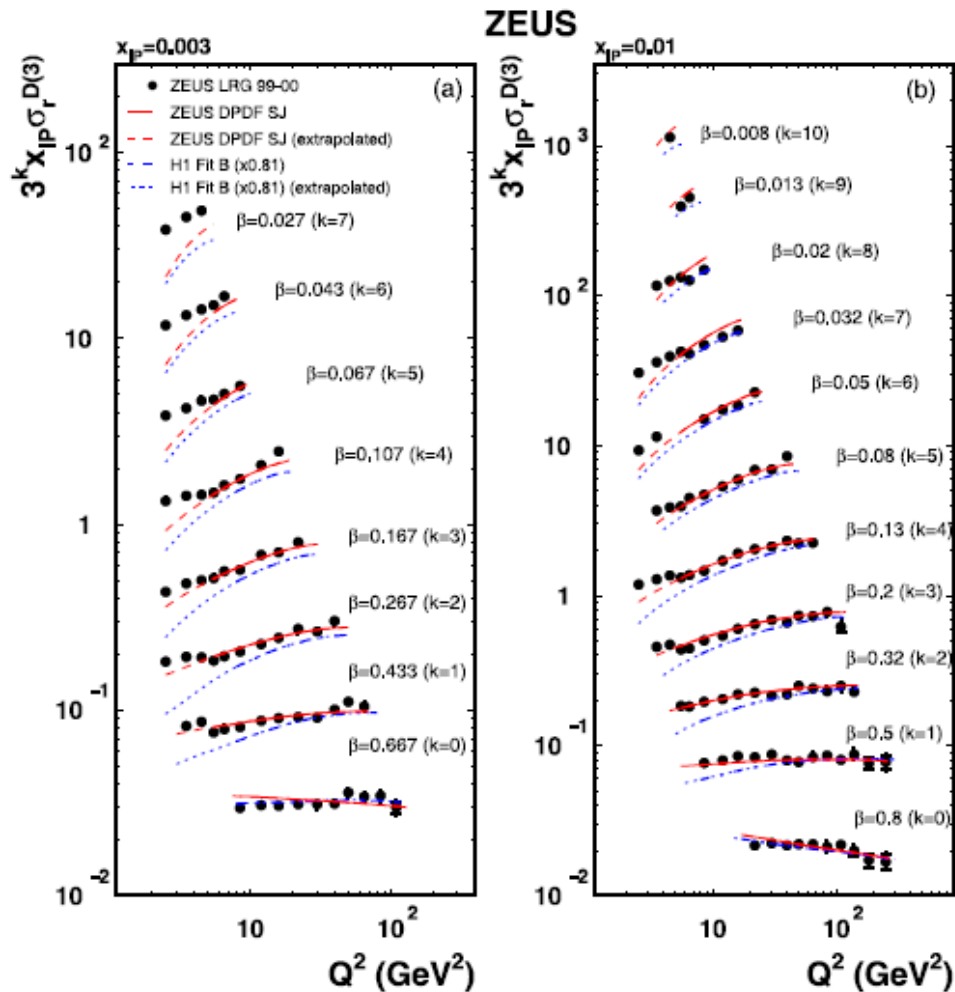 ZEUS
x_IP=0.003
(a)
3^k x_IP σ_r^D(3)
● ZEUS LRG 99-00
ZEUS DPDF SJ
ZEUS DPDF SJ (extrapolated)
H1 Fit B (x0.81)
H1 Fit B (x0.81) (extrapolated)
β=0.027 (k=7)
β=0.043 (k=6)
β=0.067 (k=5)
β=0.107 (k=4)
β=0.167 (k=3)
β=0.267 (k=2)
β=0.433 (k=1)
β=0.667 (k=0)
10^2
10
1
10^-1
10^-2
10
10^2
Q^2 (GeV^2)
x_IP=0.01
(b)
3^k x_IP σ_r^D(3)
β=0.008 (k=10)
β=0.013 (k=9)
β=0.02 (k=8)
β=0.032 (k=7)
β=0.05 (k=6)
β=0.08 (k=5)
β=0.13 (k=4)
β=0.2 (k=3)
β=0.32 (k=2)
β=0.5 (k=1)
β=0.8 (k=0)
10^3
10^2
10
1
10^-1
10^-2
10
10^2
Q^2 (GeV^2)